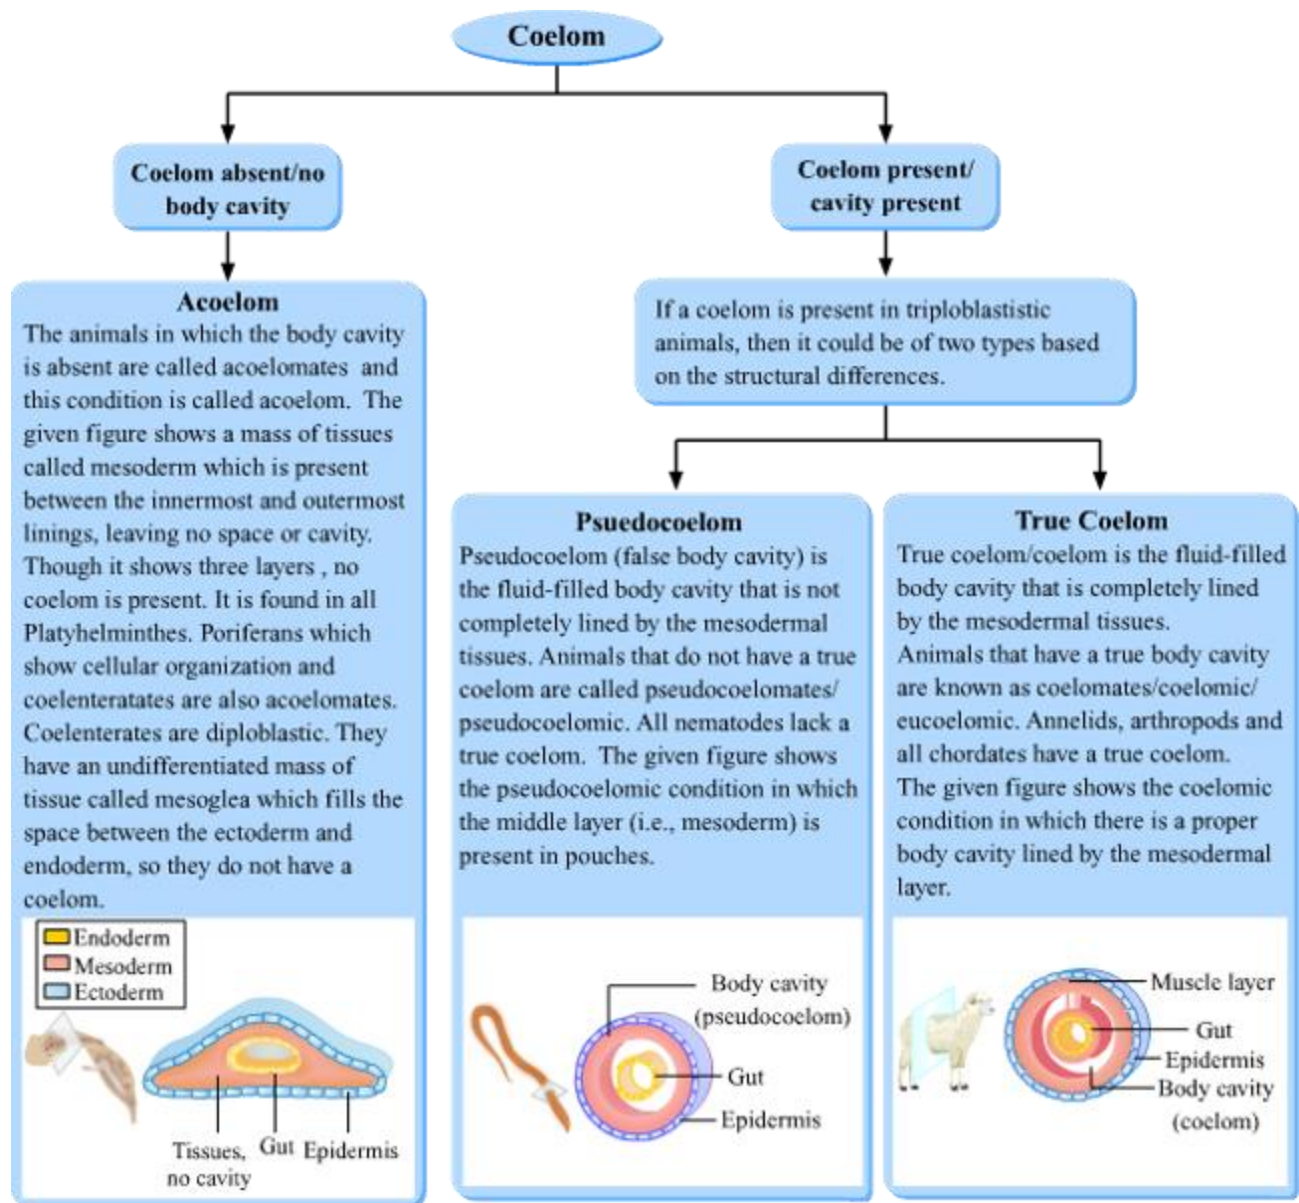 Coelom
Coelom absent/no
body cavity
Coelom present/
cavity present
Acoelom
The animals in which the body cavity
is absent are called acoelomates and
this condition is called acoelom. The
given figure shows a mass of tissues
called mesoderm which is present
between the innermost and outermost
linings, leaving no space or cavity.
Though it shows three layers , no
coelom is present. It is found in all
Platyhelminthes. Poriferans which
show cellular organization and
coelenteratates are also acoelomates.
Coelenterates are diploblastic. They
have an undifferentiated mass of
tissue called mesoglea which fills the
space between the ectoderm and
endoderm, so they do not have a
coelom.
Endoderm
Mesoderm
Ectoderm
Tissues,
no cavity
Gut
Epidermis
If a coelom is present in triploblastistic
animals, then it could be of two types based
on the structural differences.
Psuedocoelom
Pseudocoelom (false body cavity) is
the fluid-filled body cavity that is not
completely lined by the mesodermal
tissues. Animals that do not have a true
coelom are called pseudocoelomates/
pseudocoelomic. All nematodes lack a
true coelom. The given figure shows
the pseudocoelomic condition in which
the middle layer (i.e., mesoderm) is
present in pouches.
Body cavity
(pseudocoelom)
Gut
Epidermis
True Coelom
True coelom/coelom is the fluid-filled
body cavity that is completely lined
by the mesodermal tissues.
Animals that have a true body cavity
are known as coelomates/coelomic/
eucoelomic. Annelids, arthropods and
all chordates have a true coelom.
The given figure shows the coelomic
condition in which there is a proper
body cavity lined by the mesodermal
layer.
Muscle layer
Gut
Epidermis
Body cavity
(coelom)